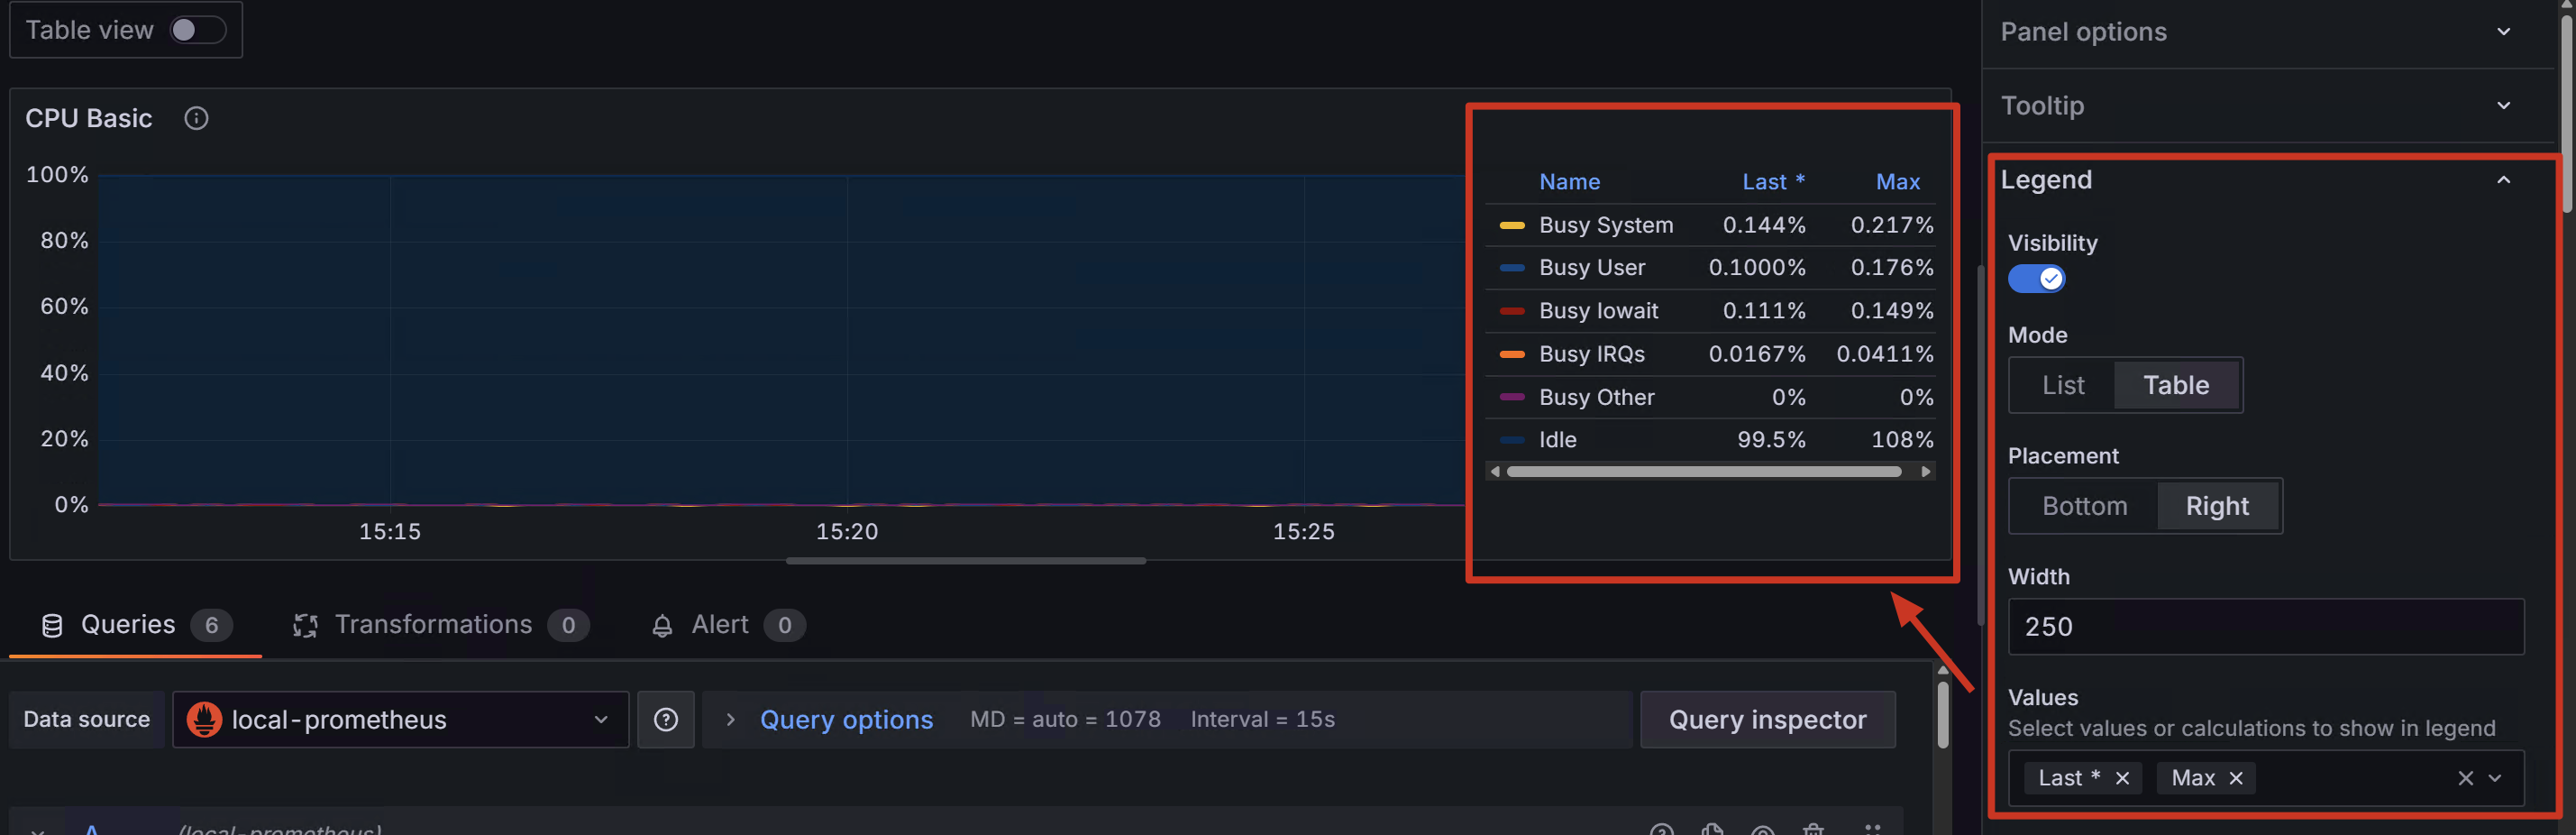 Table view
CPU Basic
100%
80%
60%
40%
20%
0%
15:15 15:20 15:25
Name Last * Max
Busy System 0.144% 0.217%
Busy User 0.1000% 0.176%
Busy Iowait 0.111% 0.149%
Busy IRQs 0.0167% 0.0411%
Busy Other 0% 0%
Idle 99.5% 108%
Queries 6 Transformations 0 Alert 0
Data source local-prometheus Query options MD = auto = 1078 Interval = 15s Query inspector
A (local-prometheus)
Panel options
Tooltip
Legend
Visibility
Mode
List Table
Placement
Bottom Right
Width
250
Values
Select values or calculations to show in legend
Last * Max